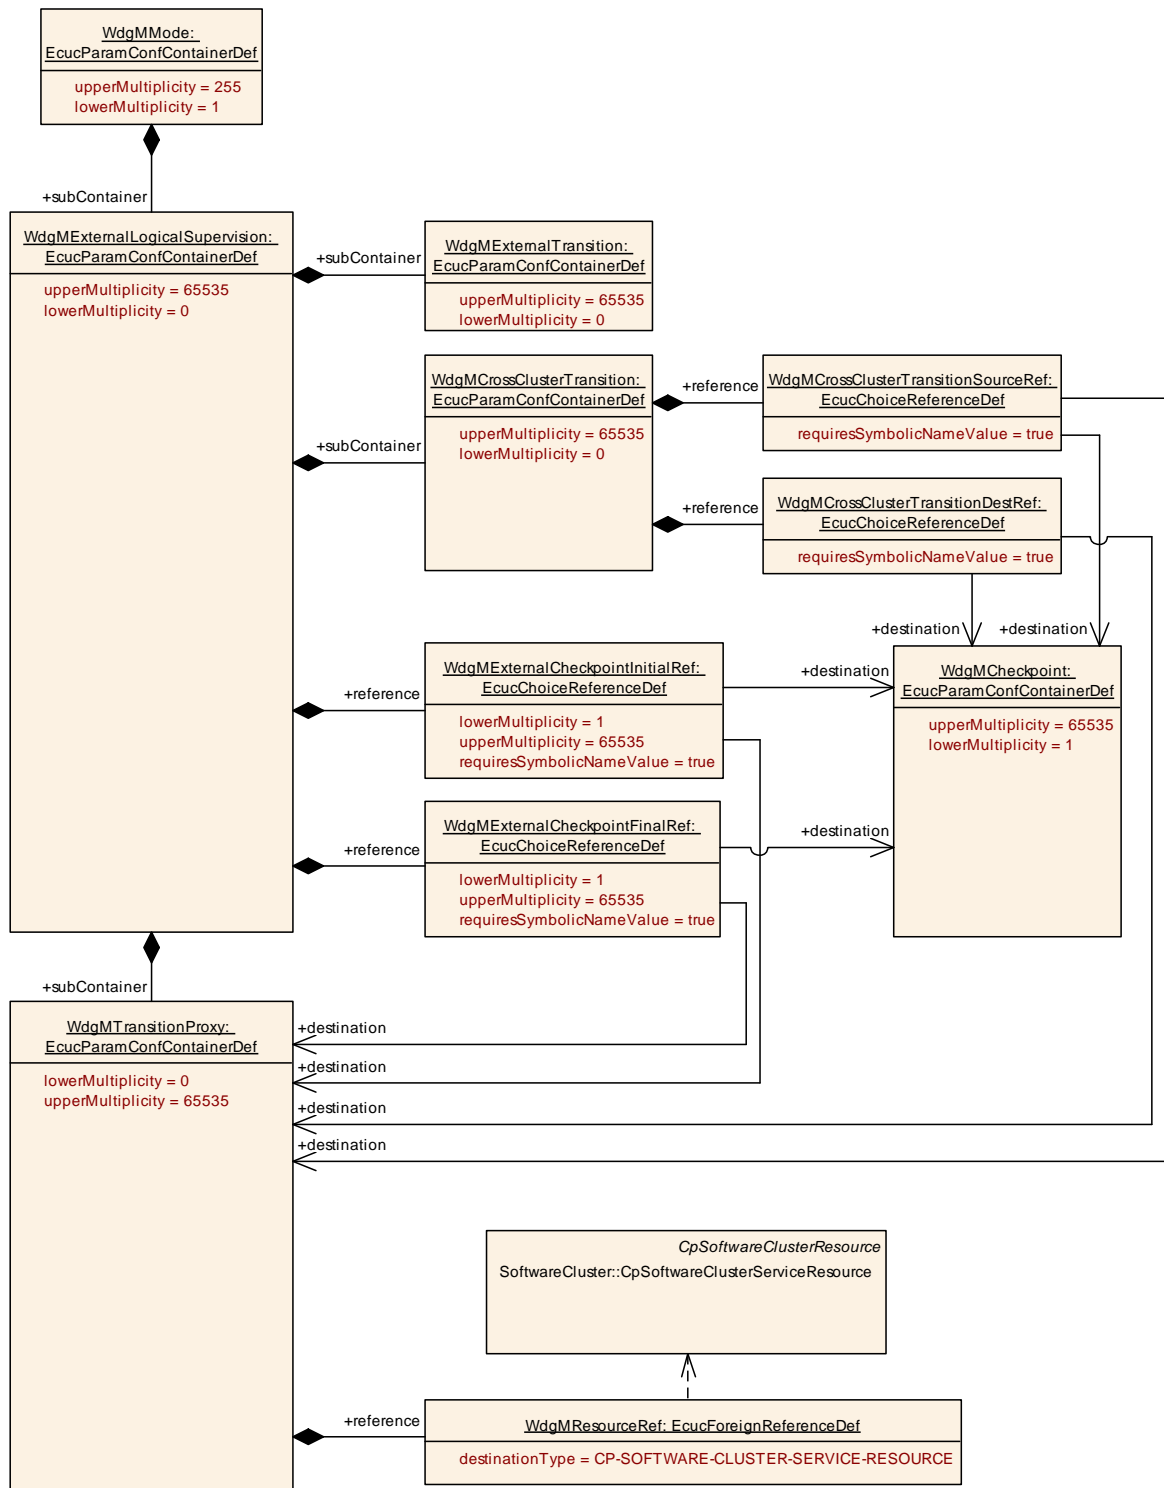 WdgMMode:
EcucParamConfContainerDef
upperMultiplicity = 255
lowerMultiplicity = 1
+subContainer
WdgMExternalLogicalSupervision:
EcucParamConfContainerDef
upperMultiplicity = 65535
lowerMultiplicity = 0
+subContainer
WdgMExternalTransition:
EcucParamConfContainerDef
upperMultiplicity = 65535
lowerMultiplicity = 0
+subContainer
WdgMCrossClusterTransition:
EcucParamConfContainerDef
upperMultiplicity = 65535
lowerMultiplicity = 0
+reference
WdgMCrossClusterTransitionSourceRef:
EcucChoiceReferenceDef
requiresSymbolicNameValue = true
+reference
WdgMCrossClusterTransitionDestRef:
EcucChoiceReferenceDef
requiresSymbolicNameValue = true
+destination
+destination
+reference
WdgMExternalCheckpointInitialRef:
EcucChoiceReferenceDef
lowerMultiplicity = 1
upperMultiplicity = 65535
requiresSymbolicNameValue = true
+destination
WdgMCheckpoint:
EcucParamConfContainerDef
upperMultiplicity = 65535
lowerMultiplicity = 1
+reference
WdgMExternalCheckpointFinalRef:
EcucChoiceReferenceDef
lowerMultiplicity = 1
upperMultiplicity = 65535
requiresSymbolicNameValue = true
+destination
+subContainer
WdgMTransitionProxy:
EcucParamConfContainerDef
lowerMultiplicity = 0
upperMultiplicity = 65535
+destination
+destination
+destination
+destination
CpSoftwareClusterResource
SoftwareCluster::CpSoftwareClusterServiceResource
+reference
WdgMResourceRef: EcucForeignReferenceDef
destinationType = CP-SOFTWARE-CLUSTER-SERVICE-RESOURCE